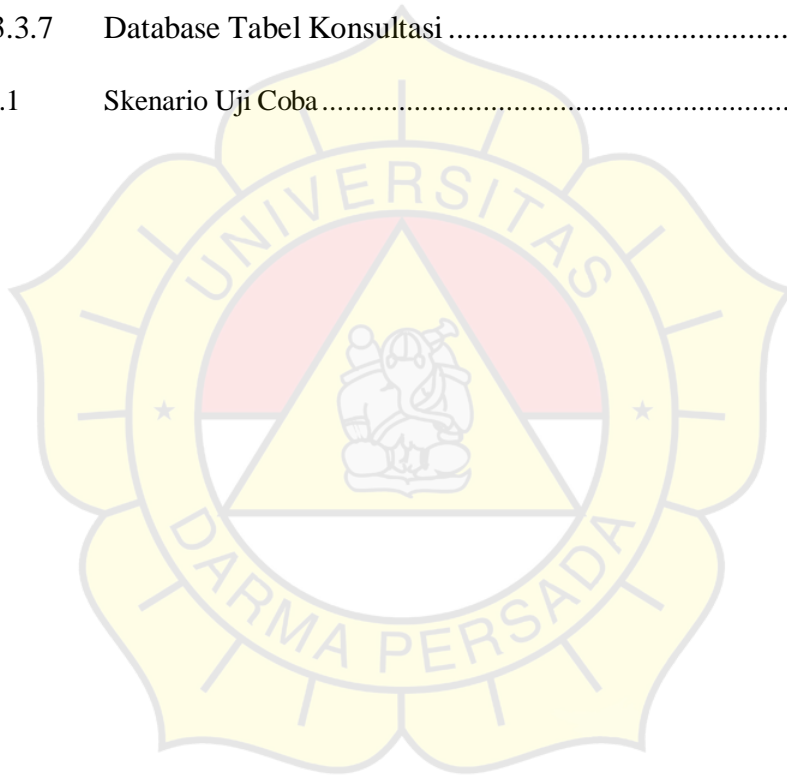 3.3.7 Database Tabel Konsultasi ........................................
.1 Skenario Uji Coba ............................................................
UNIVERSITAS
DARMA PERSADA